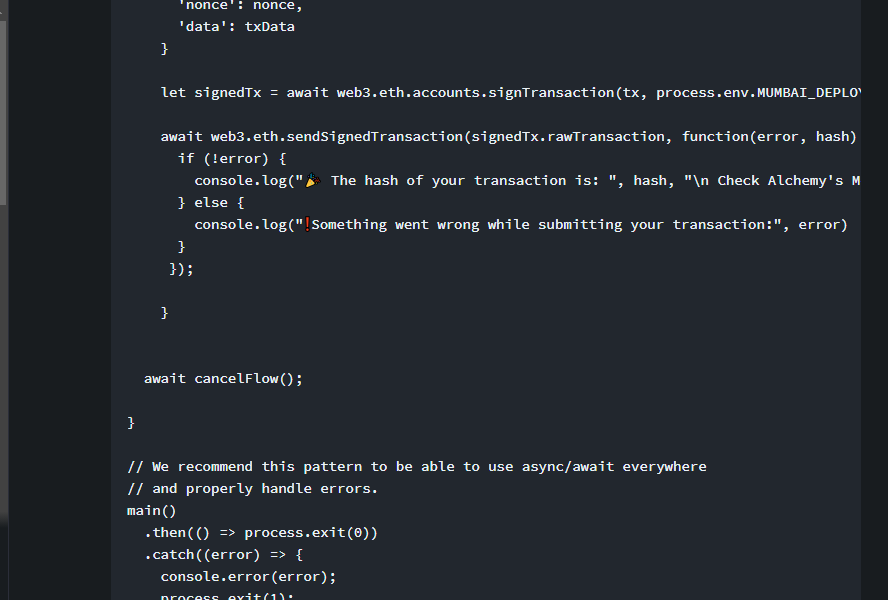 'nonce': nonce,
'data': txData
}
let signedTx = await web3.eth.accounts.signTransaction(tx, process.env.MUMBAI_DEPLOY
await web3.eth.sendSignedTransaction(signedTx.rawTransaction, function(error, hash)
if (!error) {
console.log("🎉 The hash of your transaction is: ", hash, "\n Check Alchemy's M
} else {
console.log("❗Something went wrong while submitting your transaction:", error)
}
});
}
await cancelFlow();
}
// We recommend this pattern to be able to use async/await everywhere
// and properly handle errors.
main()
.then(() => process.exit(0))
.catch((error) => {
console.error(error);
process.exit(1);